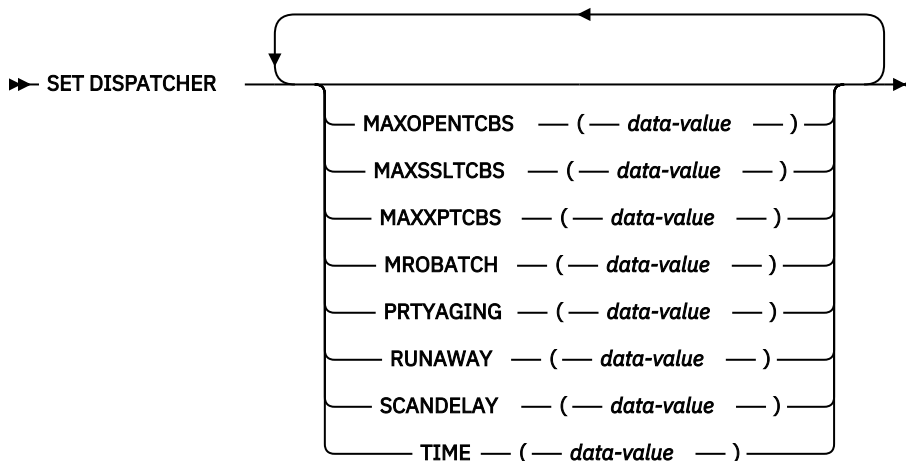 SET DISPATCHER
MAXOPENTCBS ( data-value )
MAXSSLTCBS ( data-value )
MAXXPTCBS ( data-value )
MROBATCH ( data-value )
PRTYAGING ( data-value )
RUNAWAY ( data-value )
SCANDELAY ( data-value )
TIME ( data-value )